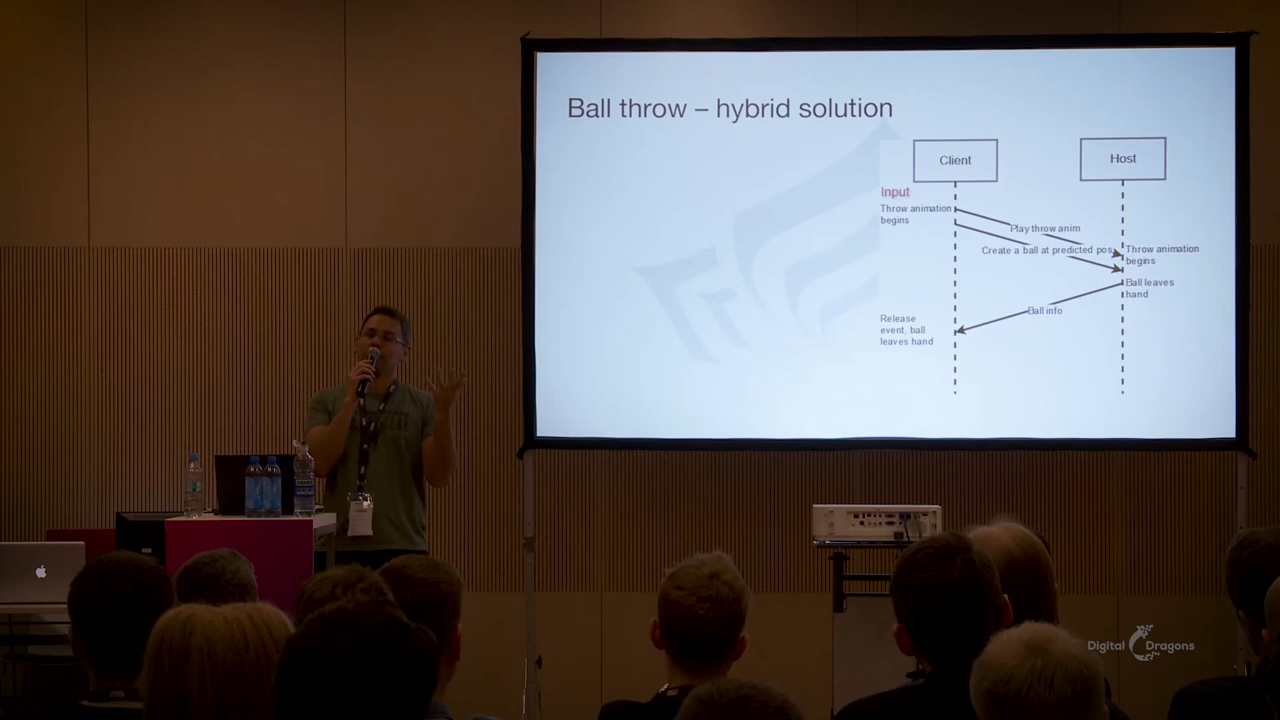 Ball throw – hybrid solution
Client
Host
Input
Throw animation
begins
Play throw anim
Create a ball at predicted pos
Throw animation
begins
Ball leaves
hand
Ball info
Release
event, ball
leaves hand
Digital Dragons